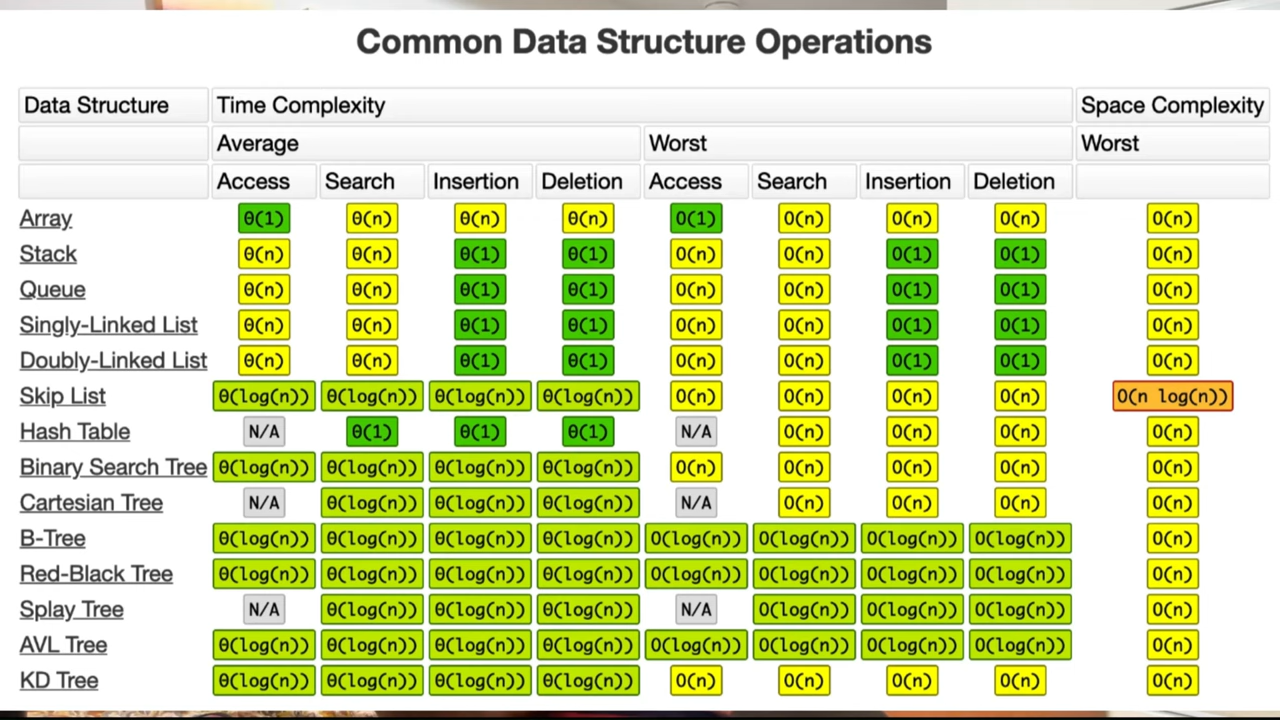 Common Data Structure Operations
Data Structure Time Complexity Space Complexity
Average Worst Worst
Access Search Insertion Deletion Access Search Insertion Deletion
Array θ(1) θ(n) θ(n) θ(n) O(1) O(n) O(n) O(n) O(n)
Stack θ(n) θ(n) θ(1) θ(1) O(n) O(n) O(1) O(1) O(n)
Queue θ(n) θ(n) θ(1) θ(1) O(n) O(n) O(1) O(1) O(n)
Singly-Linked List θ(n) θ(n) θ(1) θ(1) O(n) O(n) O(1) O(1) O(n)
Doubly-Linked List θ(n) θ(n) θ(1) θ(1) O(n) O(n) O(1) O(1) O(n)
Skip List θ(log(n)) θ(log(n)) θ(log(n)) θ(log(n)) O(n) O(n) O(n) O(n) O(n log(n))
Hash Table N/A θ(1) θ(1) θ(1) N/A O(n) O(n) O(n) O(n)
Binary Search Tree θ(log(n)) θ(log(n)) θ(log(n)) θ(log(n)) O(n) O(n) O(n) O(n) O(n)
Cartesian Tree N/A θ(log(n)) θ(log(n)) θ(log(n)) N/A O(n) O(n) O(n) O(n)
B-Tree θ(log(n)) θ(log(n)) θ(log(n)) θ(log(n)) O(log(n)) O(log(n)) O(log(n)) O(log(n)) O(n)
Red-Black Tree θ(log(n)) θ(log(n)) θ(log(n)) θ(log(n)) O(log(n)) O(log(n)) O(log(n)) O(log(n)) O(n)
Splay Tree N/A θ(log(n)) θ(log(n)) θ(log(n)) N/A O(log(n)) O(log(n)) O(log(n)) O(n)
AVL Tree θ(log(n)) θ(log(n)) θ(log(n)) θ(log(n)) O(log(n)) O(log(n)) O(log(n)) O(log(n)) O(n)
KD Tree θ(log(n)) θ(log(n)) θ(log(n)) θ(log(n)) O(n) O(n) O(n) O(n) O(n)